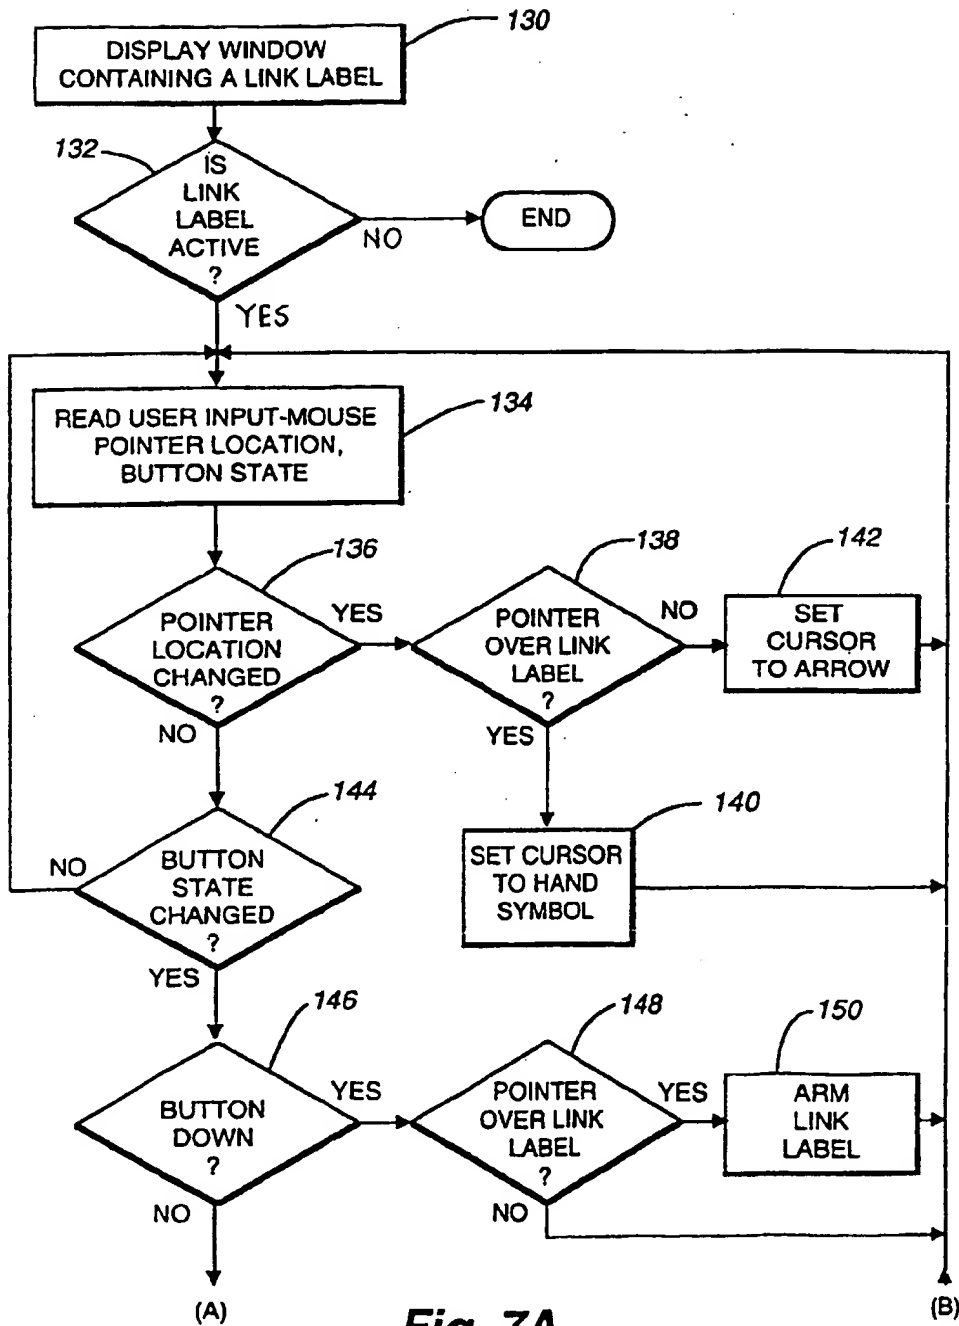 130
DISPLAY WINDOW
CONTAINING A LINK LABEL
132
IS
LINK
LABEL
ACTIVE
?
NO
END
YES
134
READ USER INPUT-MOUSE
POINTER LOCATION,
BUTTON STATE
136
POINTER
LOCATION
CHANGED
?
YES
NO
138
POINTER
OVER LINK
LABEL
?
NO
YES
142
SET
CURSOR
TO ARROW
144
BUTTON
STATE
CHANGED
?
NO
YES
140
SET CURSOR
TO HAND
SYMBOL
146
BUTTON
DOWN
?
YES
NO
148
POINTER
OVER LINK
LABEL
?
YES
NO
150
ARM
LINK
LABEL
(A)
Fig. 7A
(B)